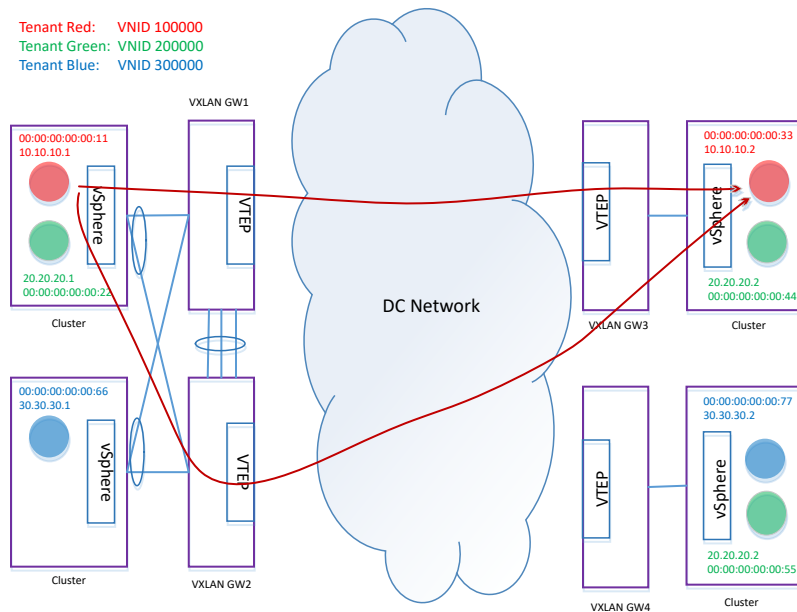 Tenant Red: VNID 100000
Tenant Green: VNID 200000
Tenant Blue: VNID 300000
VXLAN GW1
00:00:00:00:00:11
10.10.10.1
vSphere
20.20.20.1
00:00:00:00:00:22
Cluster
VTEP
DC Network
VTEP
VXLAN GW3
00:00:00:00:00:33
10.10.10.2
vSphere
20.20.20.2
00:00:00:00:00:44
Cluster
00:00:00:00:00:66
30.30.30.1
vSphere
Cluster
VTEP
VXLAN GW2
VTEP
VXLAN GW4
00:00:00:00:00:77
30.30.30.2
vSphere
20.20.20.2
00:00:00:00:00:55
Cluster